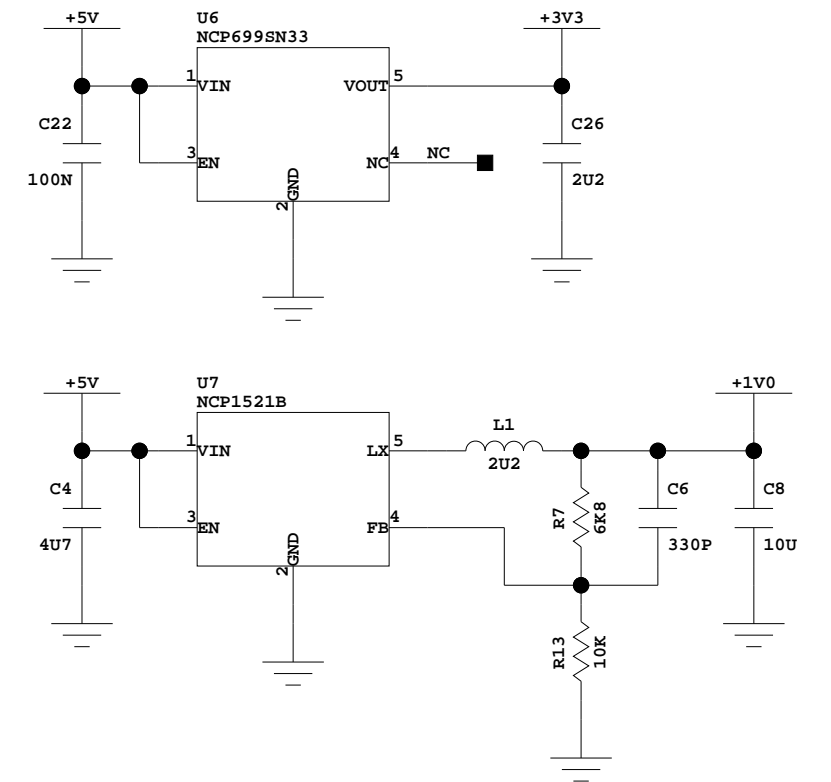 +5V
U6
NCP699SN33
+3V3
1
VIN
VOUT
5
C22
100N
3
EN
NC
4
NC
C26
2U2
2
GND
+5V
U7
NCP1521B
+1V0
1
VIN
LX
5
L1
2U2
C4
4U7
3
EN
FB
4
R7
6K8
C6
330P
C8
10U
2
GND
R13
10K